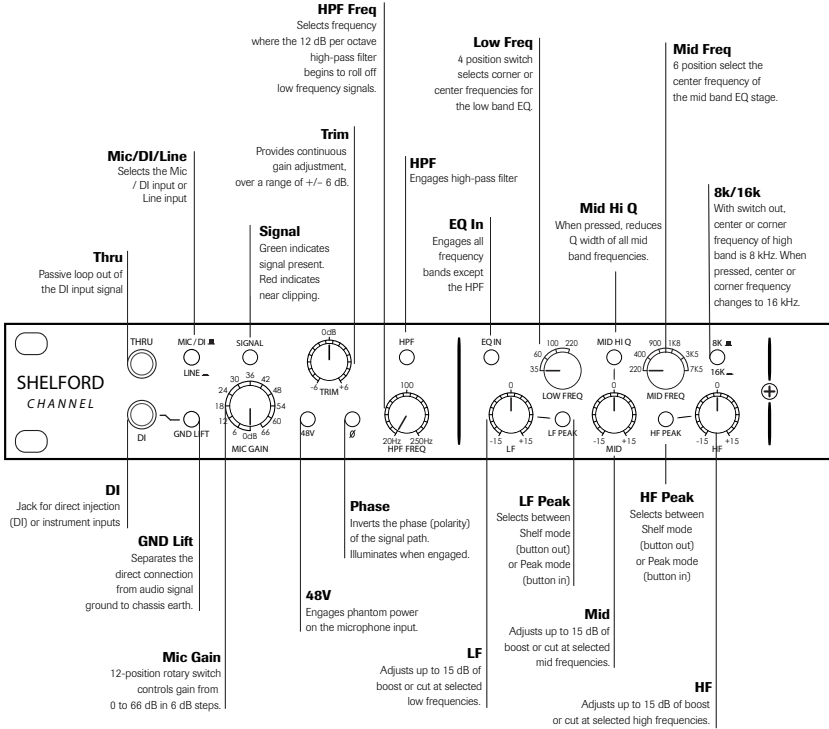 HPF Freq
Selects frequency
where the 12 dB per octave
high-pass filter
begins to roll off
low frequency signals.
Low Freq
4 position switch
selects corner or
center frequencies for
the low band EQ.
Mid Freq
6 position select the
center frequency of
the mid band EQ stage.
Trim
Provides continuous
gain adjustment,
over a range of +/– 6 dB.
Mic/DI/Line
Selects the Mic
/ DI input or
Line input
HPF
Engages high-pass filter
8k/16k
With switch out,
center or corner
frequency of high
band is 8 kHz. When
pressed, center or
corner frequency
changes to 16 kHz.
Mid Hi Q
When pressed, reduces
Q width of all mid
band frequencies.
EQ In
Engages all
frequency
bands except
the HPF
Signal
Green indicates
signal present.
Red indicates
near clipping.
Thru
Passive loop out of
the DI input signal
SHELFORD
CHANNEL
THRU
DI
MIC / DI
LINE
GND LIFT
SIGNAL
0dB 6 12 18 24 30 36 42 48 54 60 66
MIC GAIN
0dB
-6 +6
TRIM
48V
Ø
HPF
100
20Hz 250Hz
HPF FREQ
EQ IN
35 60 100 220
LOW FREQ
0
-15 +15
LF
LF PEAK
MID HI Q
0
-15 +15
MID
220 400 900 1K8 3K5 7K5
MID FREQ
HF PEAK
8K
16K
0
-15 +15
HF
DI
Jack for direct injection
(DI) or instrument inputs
GND Lift
Separates the
direct connection
from audio signal
ground to chassis earth.
Mic Gain
12-position rotary switch
controls gain from
0 to 66 dB in 6 dB steps.
48V
Engages phantom power
on the microphone input.
Phase
Inverts the phase (polarity)
of the signal path.
Illuminates when engaged.
LF
Adjusts up to 15 dB of
boost or cut at selected
low frequencies.
LF Peak
Selects between
Shelf mode
(button out)
or Peak mode
(button in)
Mid
Adjusts up to 15 dB of
boost or cut at selected
mid frequencies.
HF Peak
Selects between
Shelf mode
(button out)
or Peak mode
(button in)
HF
Adjusts up to 15 dB of boost
or cut at selected high frequencies.